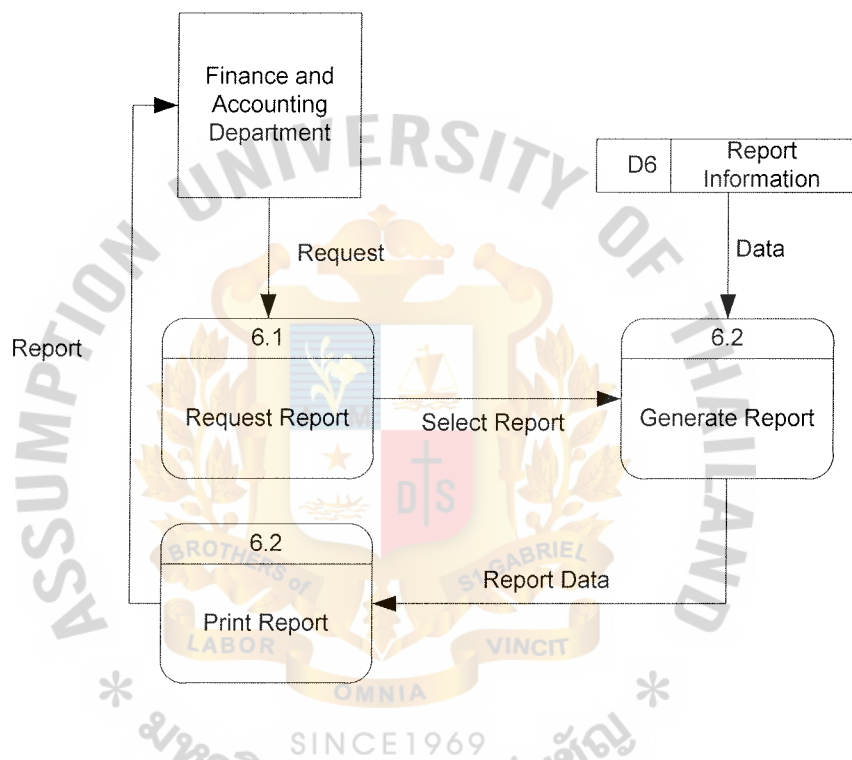 Finance and
Accounting
Department
D6
Report
Information
Request
Data
6.1
Request Report
6.2
Generate Report
Report
Select Report
6.2
Print Report
Report Data
ASSUMPTION UNIVERSITY OF THAILAND
M
D S
BROTHERS of
ST GABRIEL
LABOR
VINCIT
OMNIA
SINCE1969